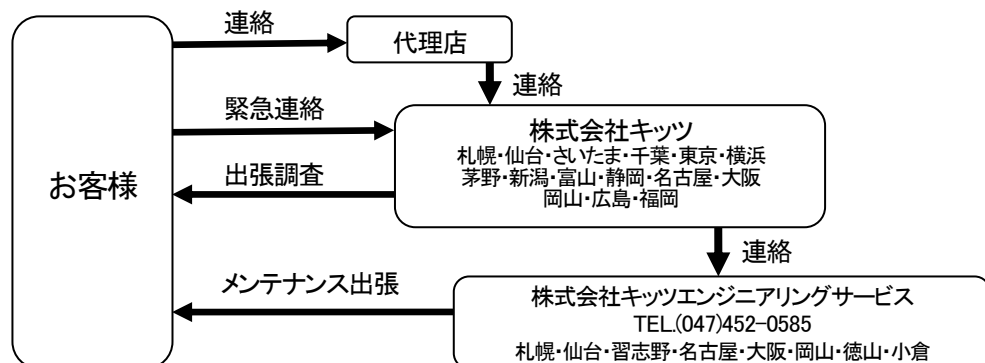 連絡
代理店
連絡
緊急連絡
株式会社キッツ
札幌・仙台・さいたま・千葉・東京・横浜
茅野・新潟・富山・静岡・名古屋・大阪
岡山・広島・福岡
出張調査
お客様
連絡
メンテナンス出張
株式会社キッツエンジニアリングサービス
TEL.(047)452-0585
札幌・仙台・習志野・名古屋・大阪・岡山・徳山・小倉